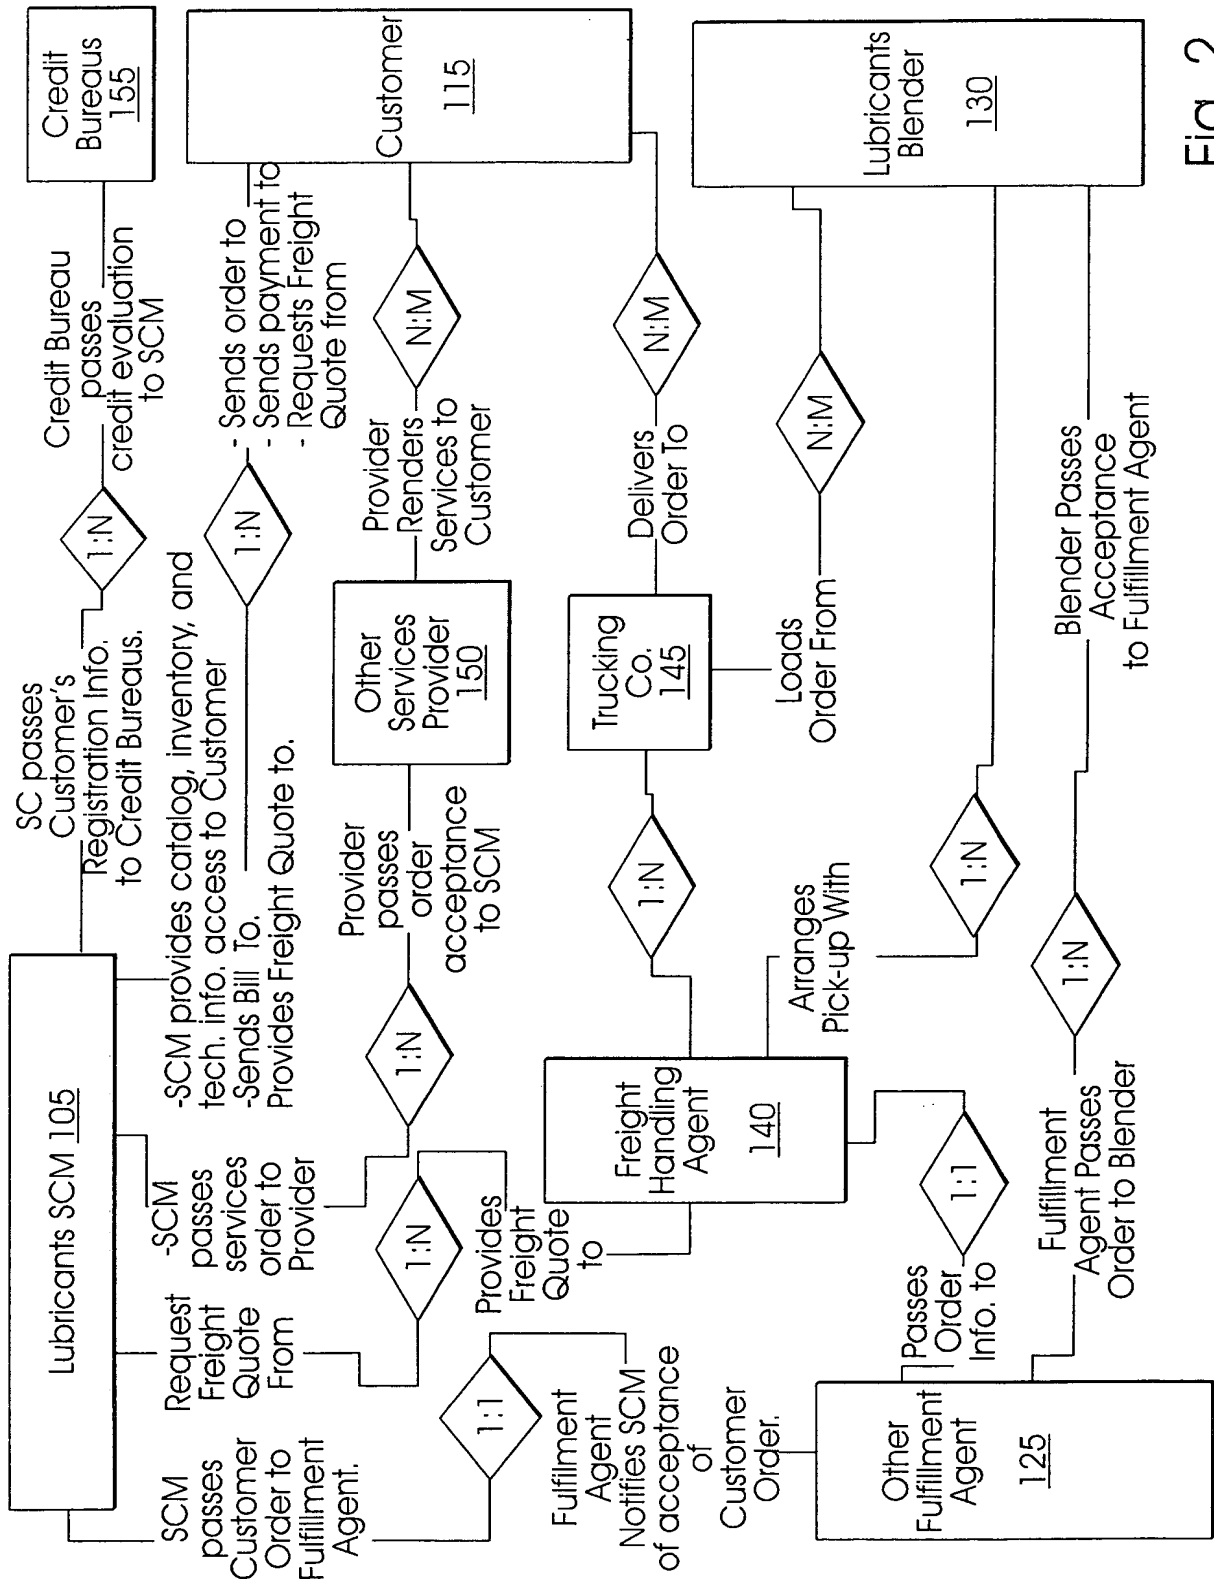 Lubricants SCM 105
SC passes
Customer's
Registration Info.
to Credit Bureaus.
1:N
Credit Bureau
passes
credit evaluation
to SCM
Credit
Bureaus
155
-SCM provides catalog, inventory, and
tech. info. access to Customer
-Sends Bill To.
Provides Freight Quote to.
1:N
- Sends order to
- Sends payment to
- Requests Freight
Quote from
Customer
115
-SCM
passes
services
order to
Provider
1:N
Provider
passes
order
acceptance
to SCM
Other
Services
Provider
150
Provider
Renders
Services to
Customer
N:M
Request
Freight
Quote
From
1:N
Provides
Freight
Quote
to
SCM
passes
Customer
Order to
Fulfillment
Agent.
1:1
Fulfilment
Agent
Notifies SCM
of acceptance
of
Customer
Order.
Freight
Handling
Agent
140
1:N
Trucking
Co.
145
Delivers
Order To
N:M
Loads
Order From
N:M
Arranges
Pick-up With
1:N
Lubricants
Blender
130
Other
Fulfillment
Agent
125
Passes
Order
Info. to
1:1
Fulfillment
Agent Passes
Order to Blender
1:N
Blender Passes
Acceptance
to Fulfillment Agent
Fig. 2